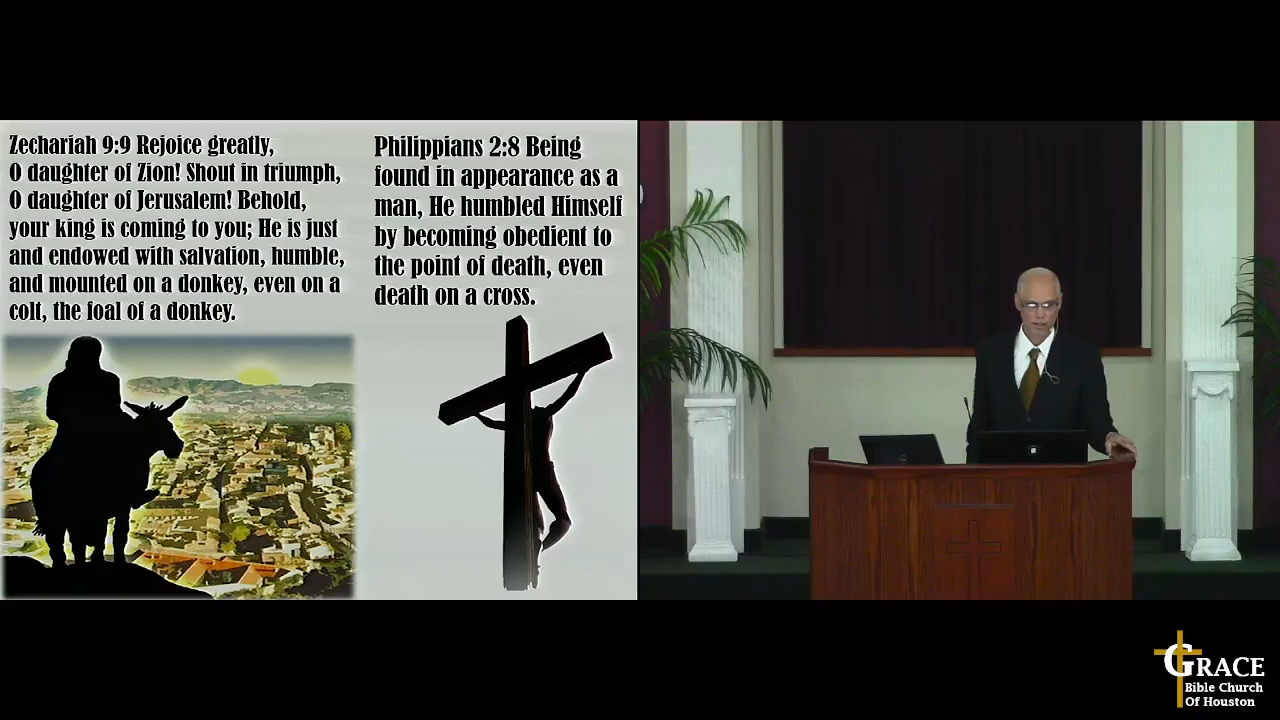 Zechariah 9:9 Rejoice greatly,
O daughter of Zion! Shout in triumph,
O daughter of Jerusalem! Behold,
your king is coming to you; He is just
and endowed with salvation, humble,
and mounted on a donkey, even on a
colt, the foal of a donkey.
Philippians 2:8 Being
found in appearance as a
man, He humbled Himself
by becoming obedient to
the point of death, even
death on a cross.
GRACE
Bible Church
Of Houston